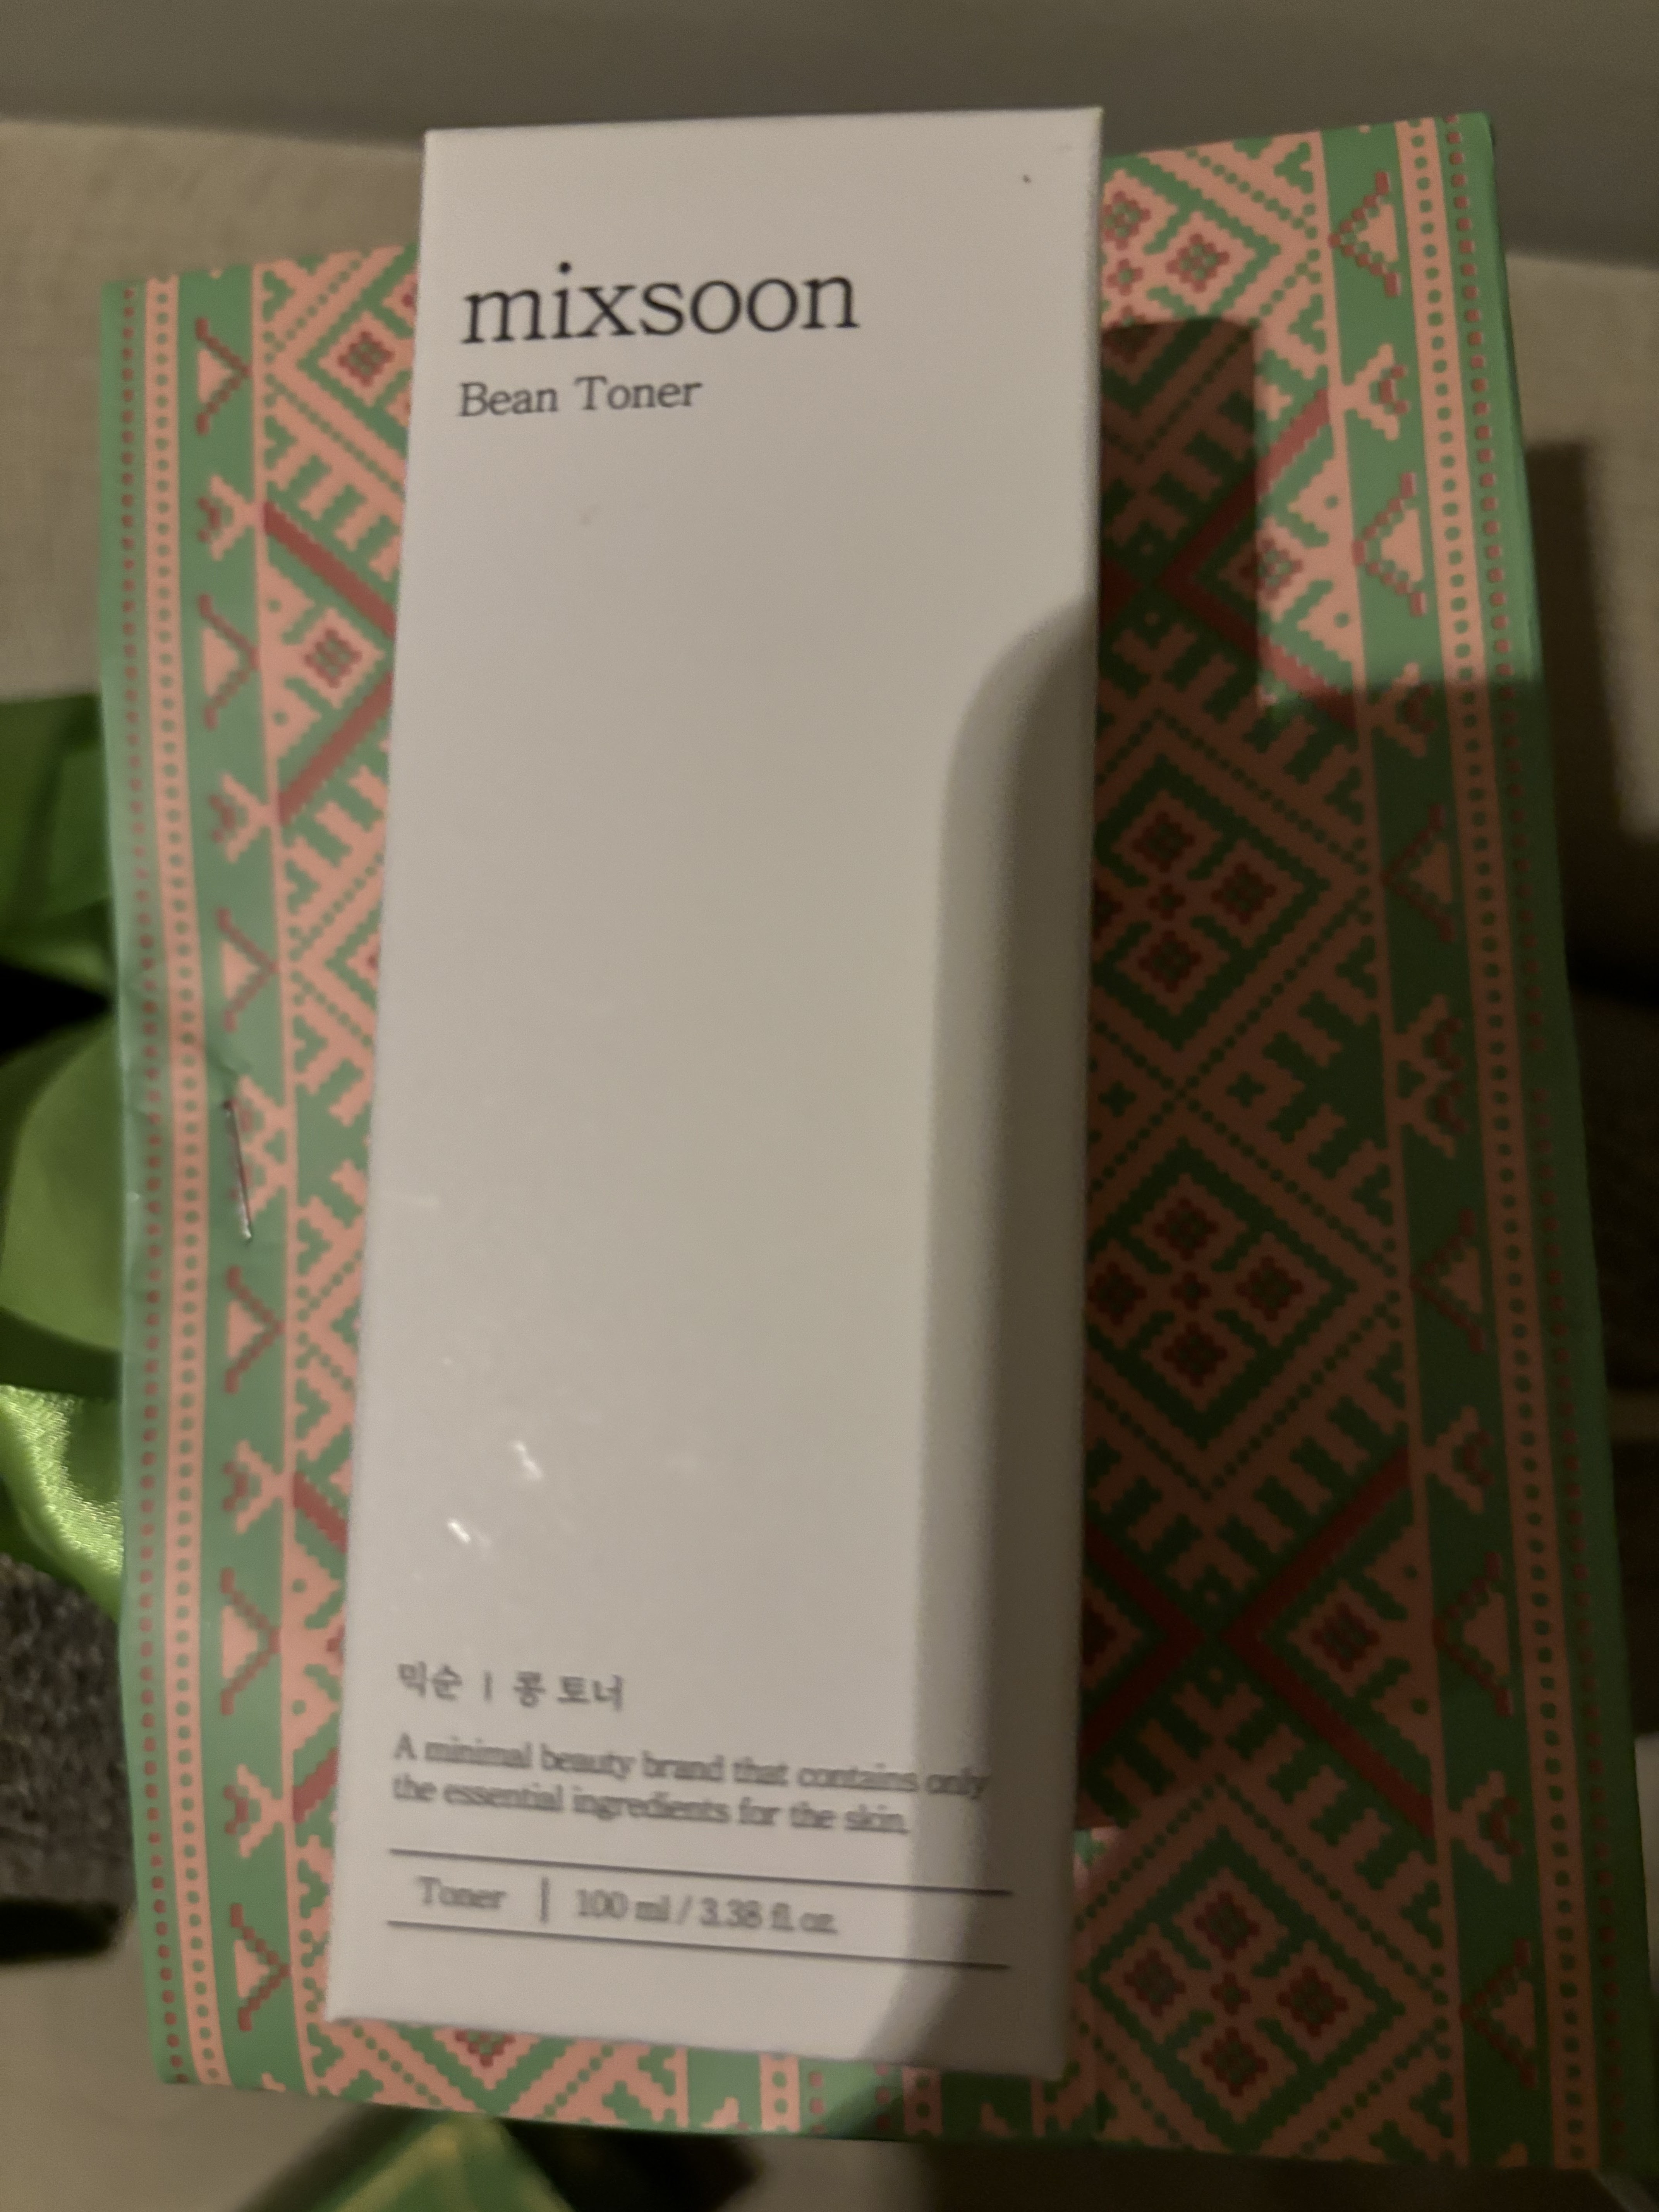 mixsoon
Bean Toner
믹순 | 콩 토너
A minimal beauty brand that contains only
the essential ingredients for the skin.
Toner | 100 ml / 3.38 fl. oz.